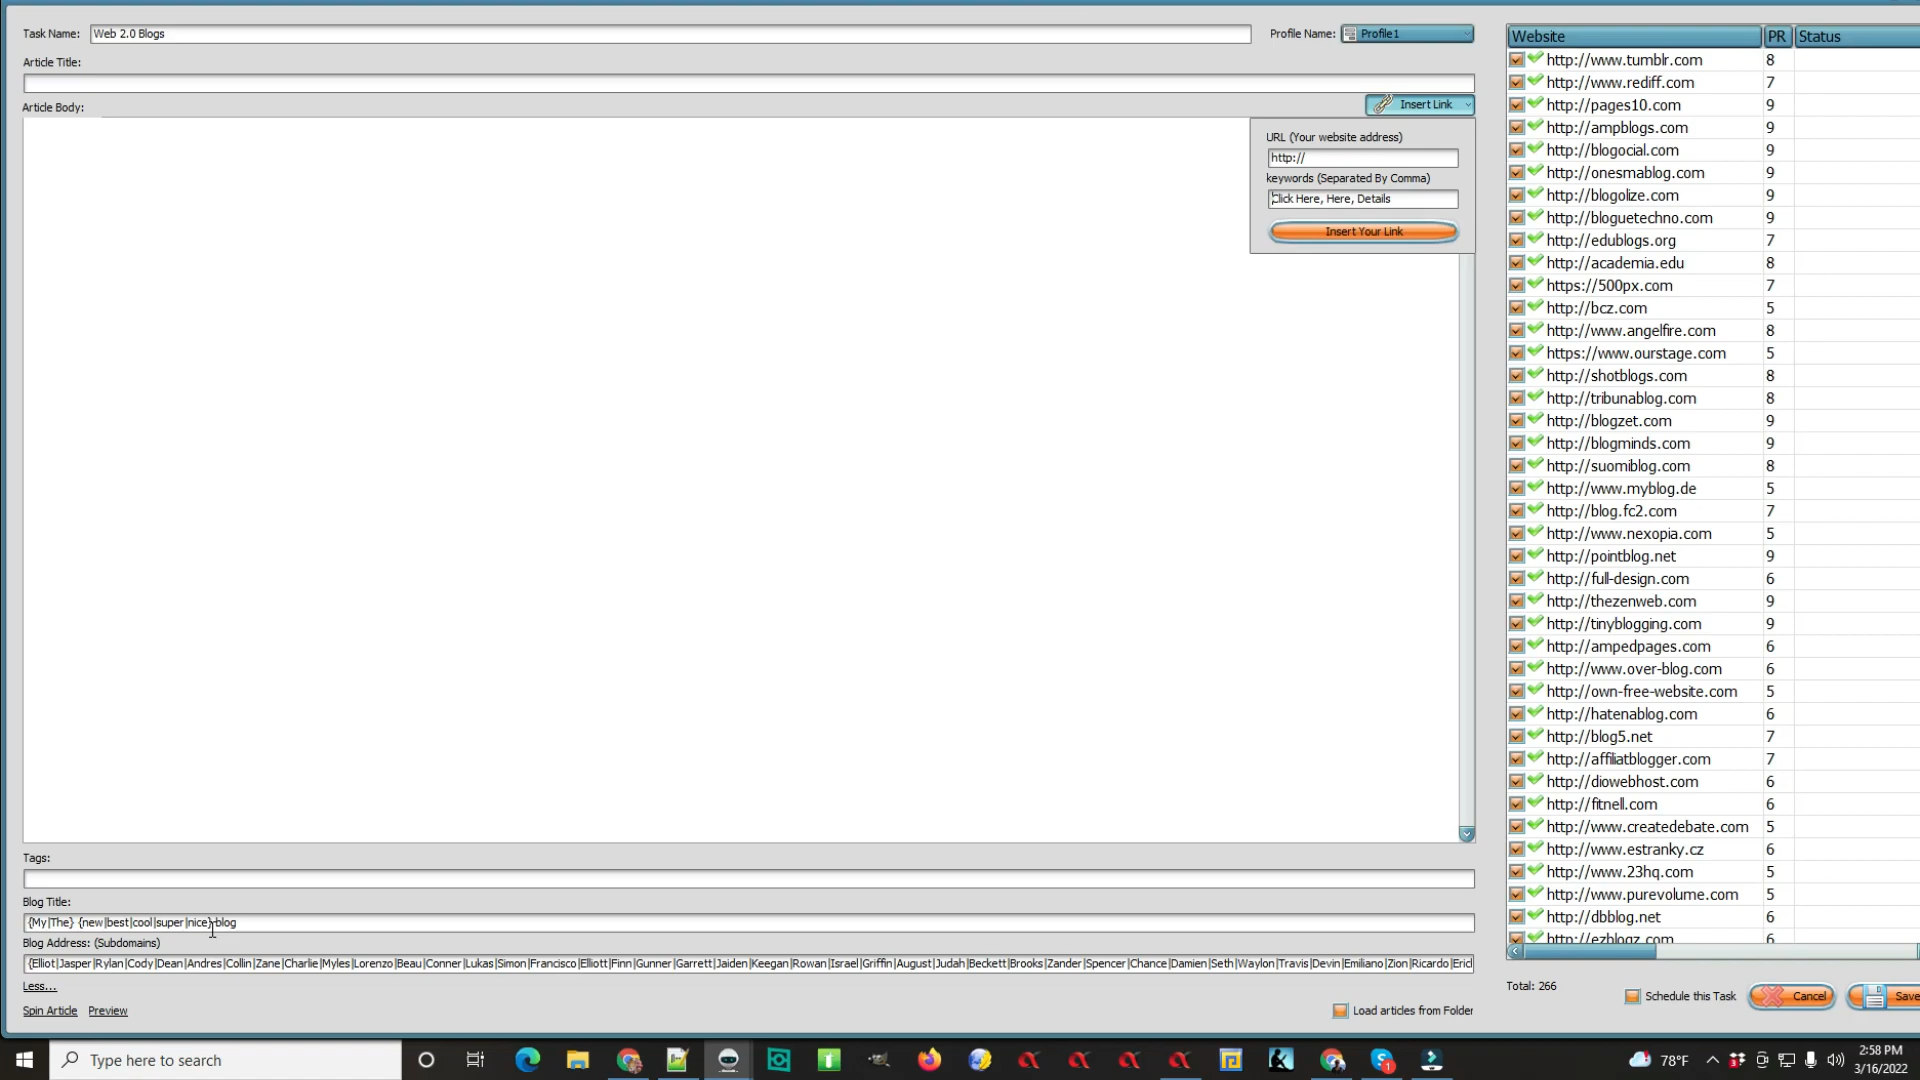 Task Name: Web 2.0 Blogs Profile Name: Profile1
Article Title:
Article Body: Insert Link
URL (Your website address)
http://
keywords (Separated By Comma)
Click Here, Here, Details
Insert Your Link
Tags:
Blog Title:
{My|The} {new|best|cool|super|nice} blog
Blog Address: (Subdomains)
{Elliot|Jasper|Rylan|Cody|Dean|Andres|Collin|Zane|Charlie|Myles|Lorenzo|Beau|Conner|Lukas|Simon|Francisco|Elliott|Finn|Gunner|Garrett|Jaiden|Keegan|Rowan|Israel|Griffin|August|Judah|Beckett|Brooks|Zander|Spencer|Chance|Damien|Seth|Waylon|Travis|Devin|Emiliano|Zion|Ricardo|Eric
Less...
Spin Article Preview Load articles from Folder
Website PR Status
http://www.tumblr.com 8
http://www.rediff.com 7
http://pages10.com 9
http://ampblogs.com 9
http://blogocial.com 9
http://onesmablog.com 9
http://blogolize.com 9
http://bloguetechno.com 9
http://edublogs.org 7
http://academia.edu 8
https://500px.com 7
http://bcz.com 5
http://www.angelfire.com 8
https://www.ourstage.com 5
http://shotblogs.com 8
http://tribunablog.com 8
http://blogzet.com 9
http://blogminds.com 9
http://suomiblog.com 8
http://www.myblog.de 5
http://blog.fc2.com 7
http://www.nexopia.com 5
http://pointblog.net 9
http://full-design.com 6
http://thezenweb.com 9
http://tinyblogging.com 9
http://ampedpages.com 6
http://www.over-blog.com 6
http://own-free-website.com 5
http://hatenablog.com 6
http://blog5.net 7
http://affiliatblogger.com 7
http://diowebhost.com 6
http://fitnell.com 6
http://www.createdebate.com 5
http://www.estranky.cz 6
http://www.23hq.com 5
http://www.purevolume.com 5
http://dbblog.net 6
http://ezblogz.com 6
Total: 266
Schedule this Task Cancel Save
Type here to search 78°F 2:58 PM
3/16/2022